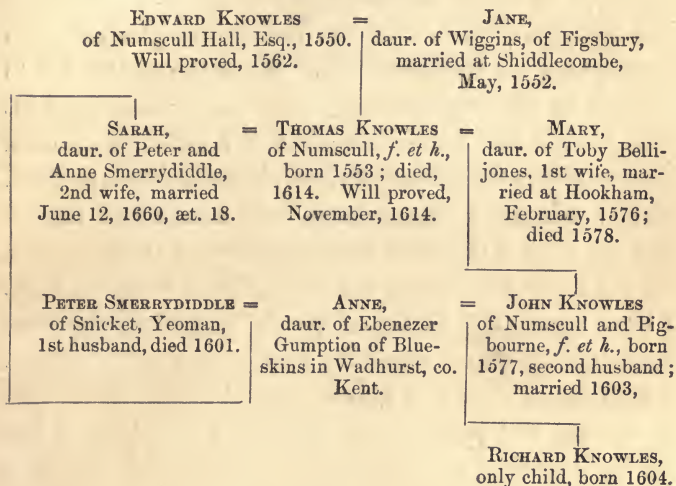 EDWARD KNOWLES = JANE,
of Numscull Hall, Esq., 1550. daur. of Wiggins, of Figsbury,
Will proved, 1562. married at Shiddlecombe,
May, 1552.
SARAH, = THOMAS KNOWLES = MARY,
daur. of Peter and of Numscull, f. et h., daur. of Toby Belli-
Anne Smerrydiddle, born 1553 ; died, jones, 1st wife, mar-
2nd wife, married 1614. Will proved, ried at Hookham,
June 12, 1660, æt. 18. November, 1614. February, 1576;
died 1578.
PETER SMERRYDIDDLE = ANNE, = JOHN KNOWLES
of Snicket, Yeoman, daur. of Ebenezer of Numscull and Pig-
1st husband, died 1601. Gumption of Blue- bourne, f. et h., born
skins in Wadhurst, co. 1577, second husband ;
Kent. married 1603,
RICHARD KNOWLES,
only child, born 1604.